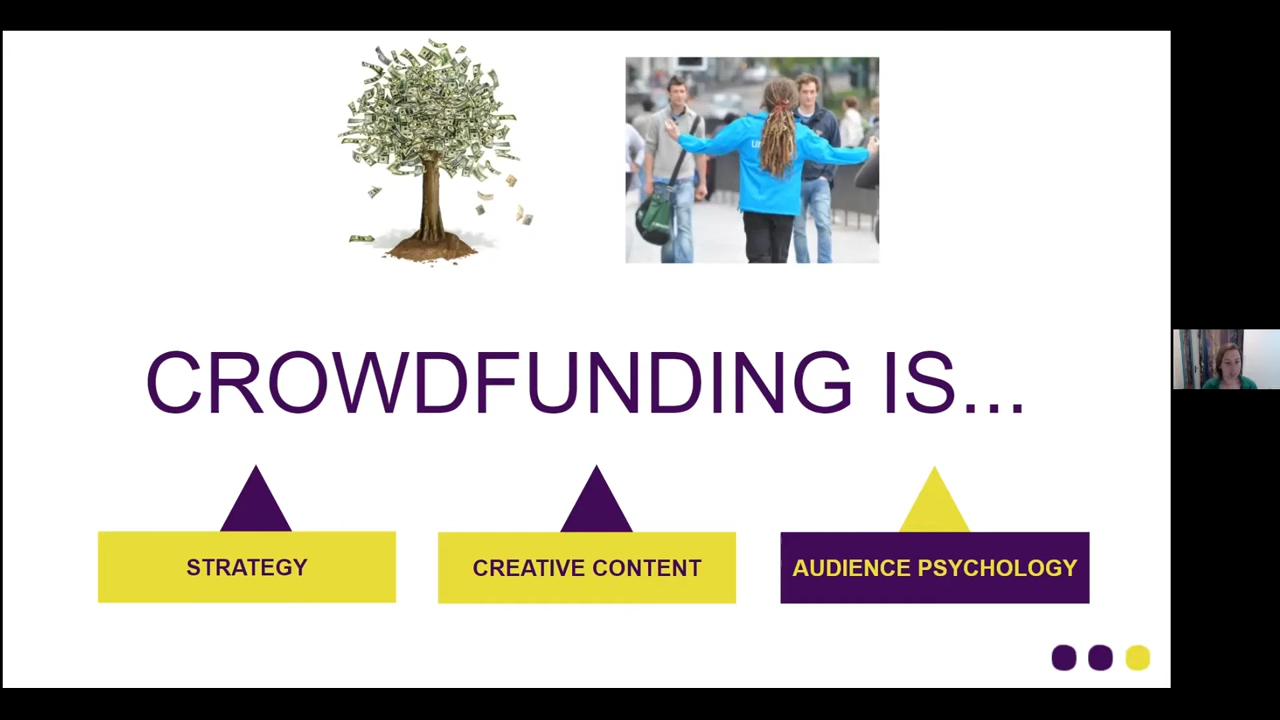 CROWDFUNDING IS...
STRATEGY
CREATIVE CONTENT
AUDIENCE PSYCHOLOGY